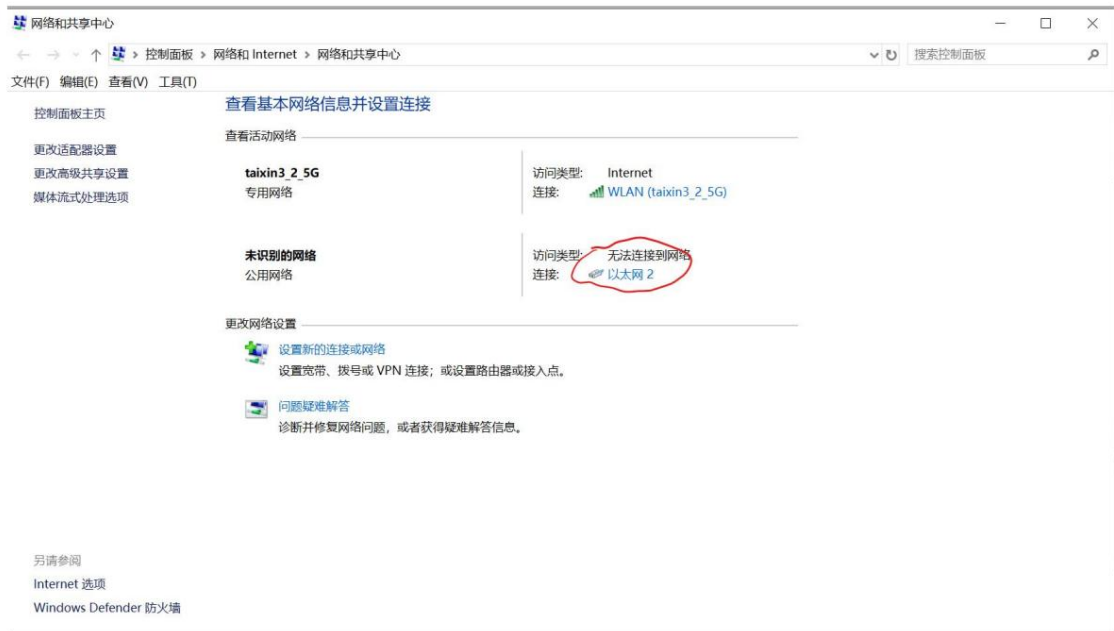 网络和共享中心
控制面板 > 网络和 Internet > 网络和共享中心
搜索控制面板
文件(F) 编辑(E) 查看(V) 工具(T)
控制面板主页
更改适配器设置
更改高级共享设置
媒体流式处理选项
查看基本网络信息并设置连接
查看活动网络
taixin3_2_5G
专用网络
访问类型: Internet
连接: WLAN (taixin3_2_5G)
未识别的网络
公用网络
访问类型: 无法连接到网络
连接: 以太网 2
更改网络设置
设置新的连接或网络
设置宽带、拨号或 VPN 连接；或设置路由器或接入点。
问题疑难解答
诊断并修复网络问题，或者获得疑难解答信息。
另请参阅
Internet 选项
Windows Defender 防火墙